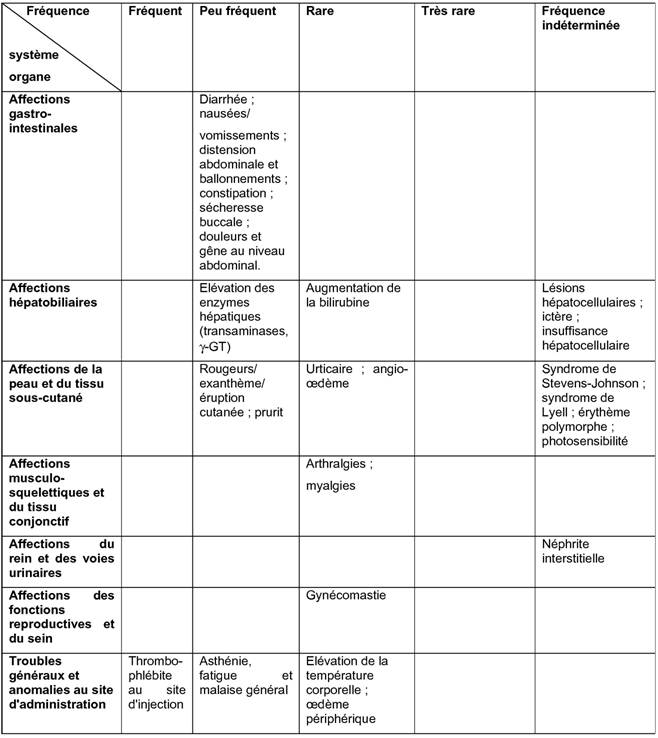 Fréquence
système
organe
Fréquent
Peu fréquent
Rare
Très rare
Fréquence
indéterminée
Affections
gastro-
intestinales
Diarrhée ;
nausées/
vomissements ;
distension
abdominale et
ballonnements ;
constipation ;
sécheresse
buccale ;
douleurs et
gêne au niveau
abdominal.
Affections
hépatobiliaires
Elévation des
enzymes
hépatiques
(transaminases,
γ-GT)
Augmentation de
la bilirubine
Lésions
hépatocellulaires ;
ictère ;
insuffisance
hépatocellulaire
Affections de la
peau et du tissu
sous-cutané
Rougeurs/
exanthème/
éruption
cutanée ; prurit
Urticaire ; angio-
œdème
Syndrome de
Stevens-Johnson ;
syndrome de
Lyell ; érythème
polymorphe ;
photosensibilité
Affections
musculo-
squelettiques et
du tissu
conjonctif
Arthralgies ;
myalgies
Affections du
rein et des voies
urinaires
Néphrite
interstitielle
Affections des
fonctions
reproductives et
du sein
Gynécomastie
Troubles
généraux et
anomalies au site
d'administration
Thrombo-
phlébite
au site
d'injection
Asthénie,
fatigue et
malaise général
Elévation de la
température
corporelle ;
œdème
périphérique